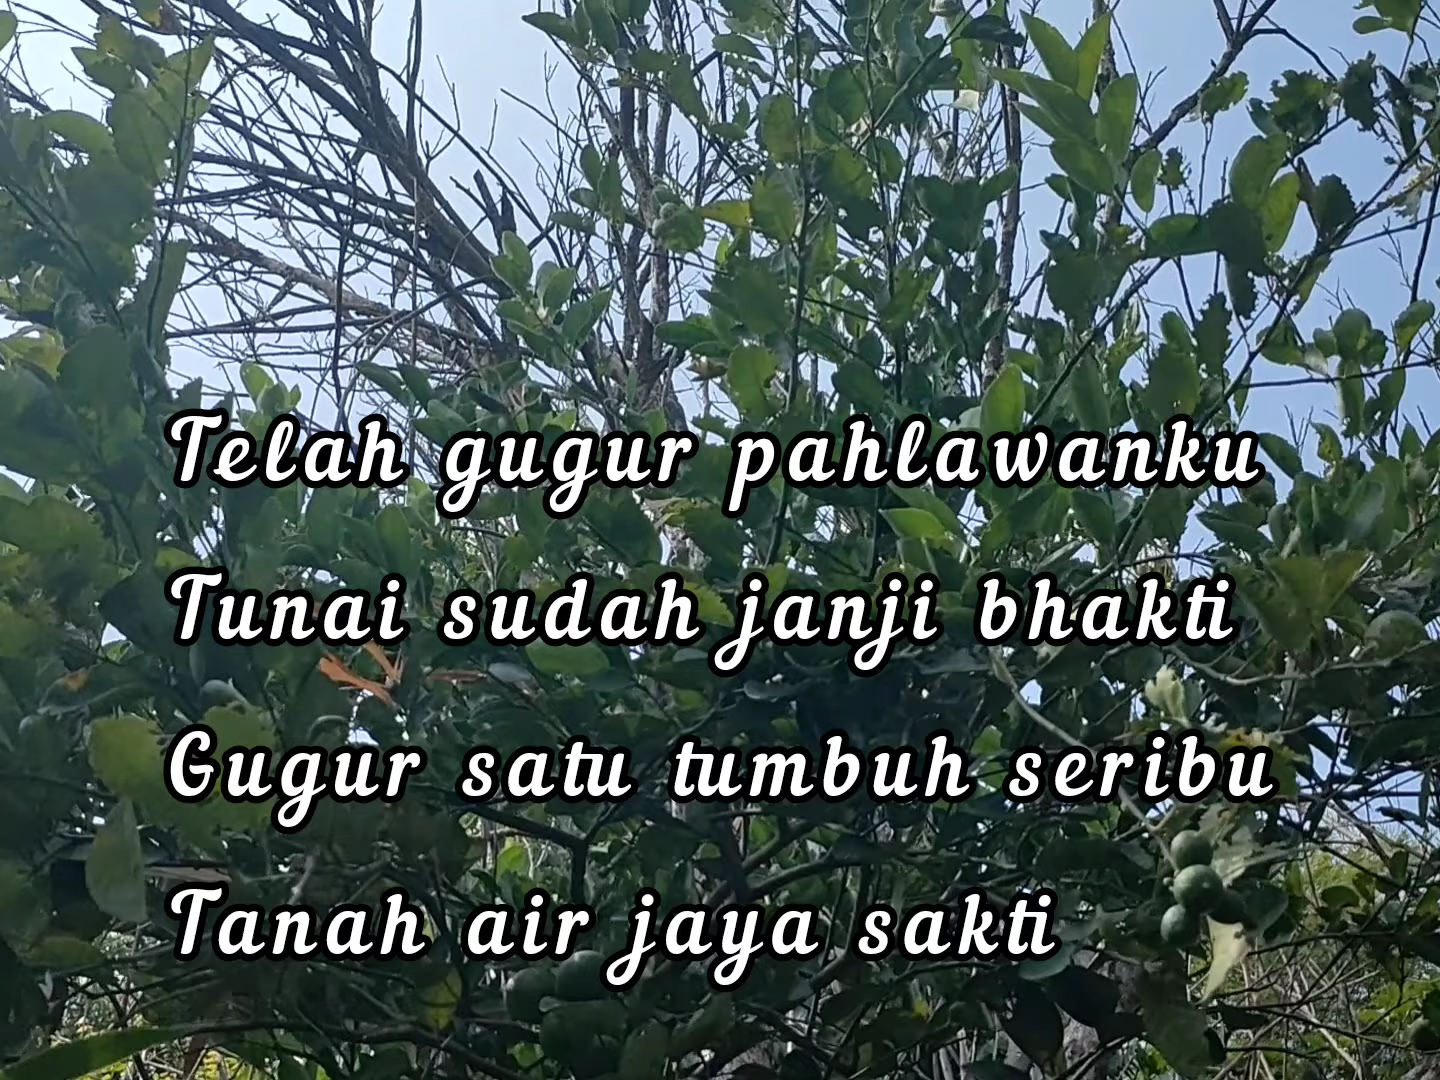 Telah gugur pahlawanku
Tunai sudah janji bhakti
Gugur satu tumbuh seribu
Tanah air jaya sakti